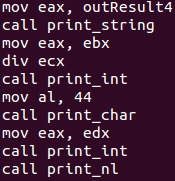 mov eax, outResult4
call print_string
mov eax, ebx
div ecx
call print_int
mov al, 44
call print_char
mov eax, edx
call print_int
call print_nl